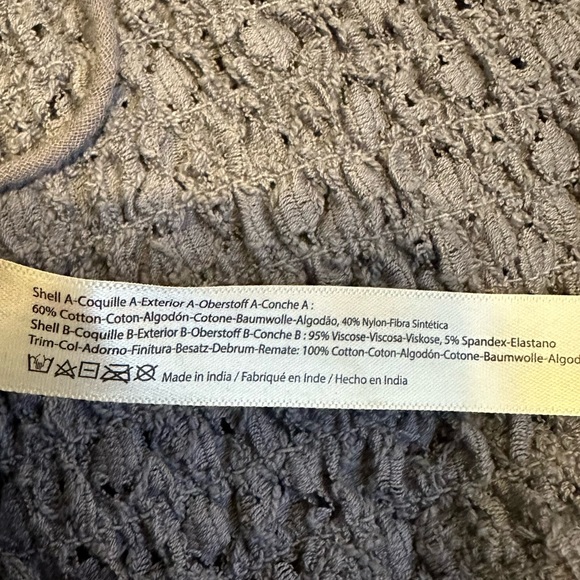 Shell A-Coquille A-Exterior A-Oberstoff A-Conche A :
60% Cotton-Coton-Algodón-Cotone-Baumwolle-Algodão, 40% Nylon-Fibra Sintética
Shell B-Coquille B-Exterior B-Oberstoff B-Conche B : 95% Viscose-Viscosa-Viskose, 5% Spandex-Elastano
Trim-Col-Adorno-Finitura-Besatz-Debrum-Remate: 100% Cotton-Coton-Algodón-Cotone-Baumwolle-Algod
Made in india / Fabriqué en Inde / Hecho en India